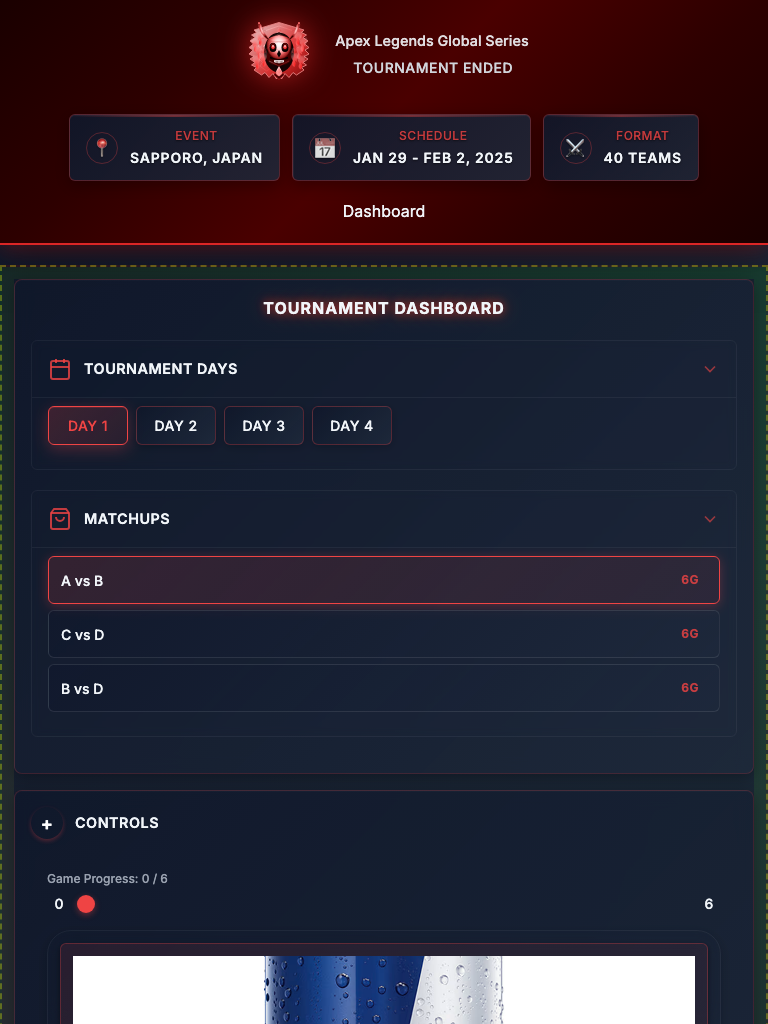 Apex Legends Global Series
TOURNAMENT ENDED
EVENT
SAPPORO, JAPAN
17
SCHEDULE
JAN 29 - FEB 2, 2025
FORMAT
40 TEAMS
Dashboard
TOURNAMENT DASHBOARD
TOURNAMENT DAYS
DAY 1
DAY 2
DAY 3
DAY 4
MATCHUPS
A vs B 6G
C vs D 6G
B vs D 6G
+ CONTROLS
Game Progress: 0 / 6
0 6